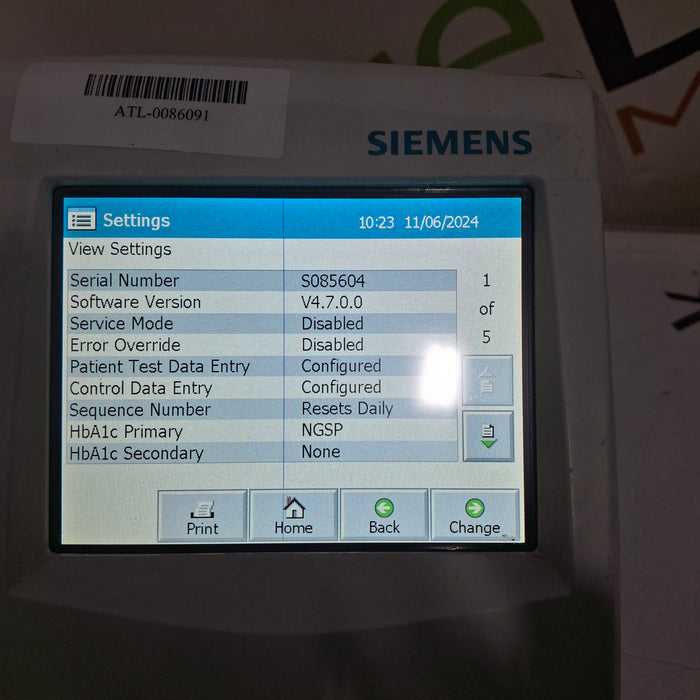 ATL-0086091
SIEMENS
Settings 10:23 11/06/2024
View Settings
Serial Number S085604
Software Version V4.7.0.0
Service Mode Disabled
Error Override Disabled
Patient Test Data Entry Configured
Control Data Entry Configured
Sequence Number Resets Daily
HbA1c Primary NGSP
HbA1c Secondary None
1
of
5
Print Home Back Change